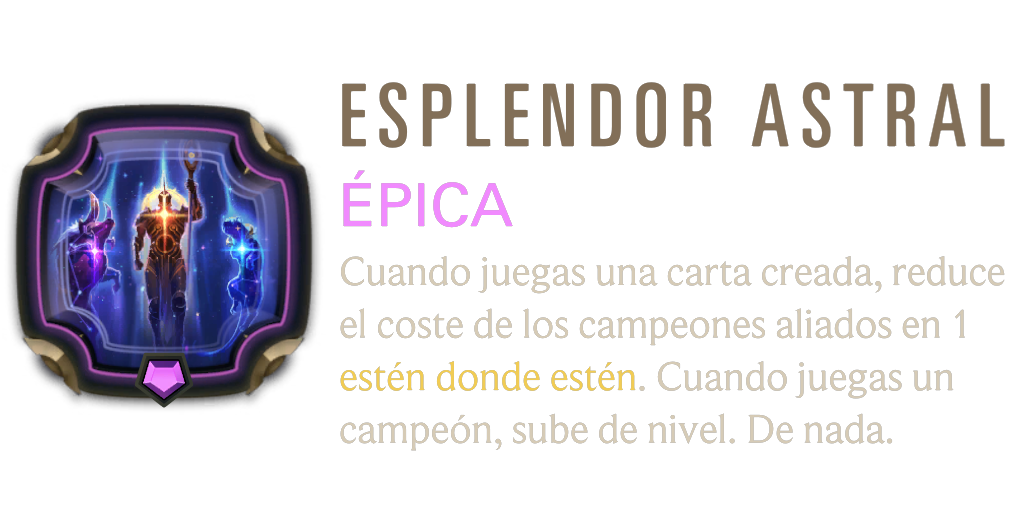 ESPLENDOR ASTRAL
ÉPICA
Cuando juegas una carta creada, reduce
el coste de los campeones aliados en 1
estén donde estén. Cuando juegas un
campeón, sube de nivel. De nada.